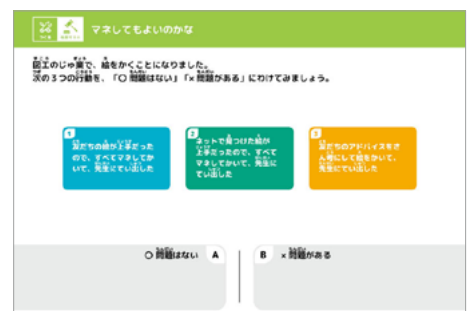 マネしてもよいのかな
図工のじゅ業で、絵をかくことになりました。
次の3つの行動を、「○ 問題はない」「× 問題がある」にわけてみましょう。
1
友だちの絵が上手だった
ので、すべてマネしてか
いて、先生にてい出した
2
ネットで見つけた絵が
上手だったので、すべて
マネしてかいて、先生に
てい出した
3
友だちのアドバイスをさ
ん考にして絵をかいて、
先生にてい出した
○ 問題はない A
B × 問題がある